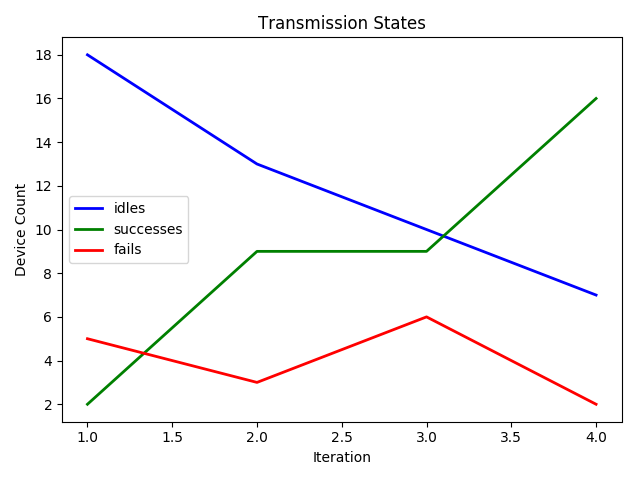 Transmission States
18
16
14
12
10
8
6
4
2
Device Count
idles
successes
fails
1.0 1.5 2.0 2.5 3.0 3.5 4.0
Iteration